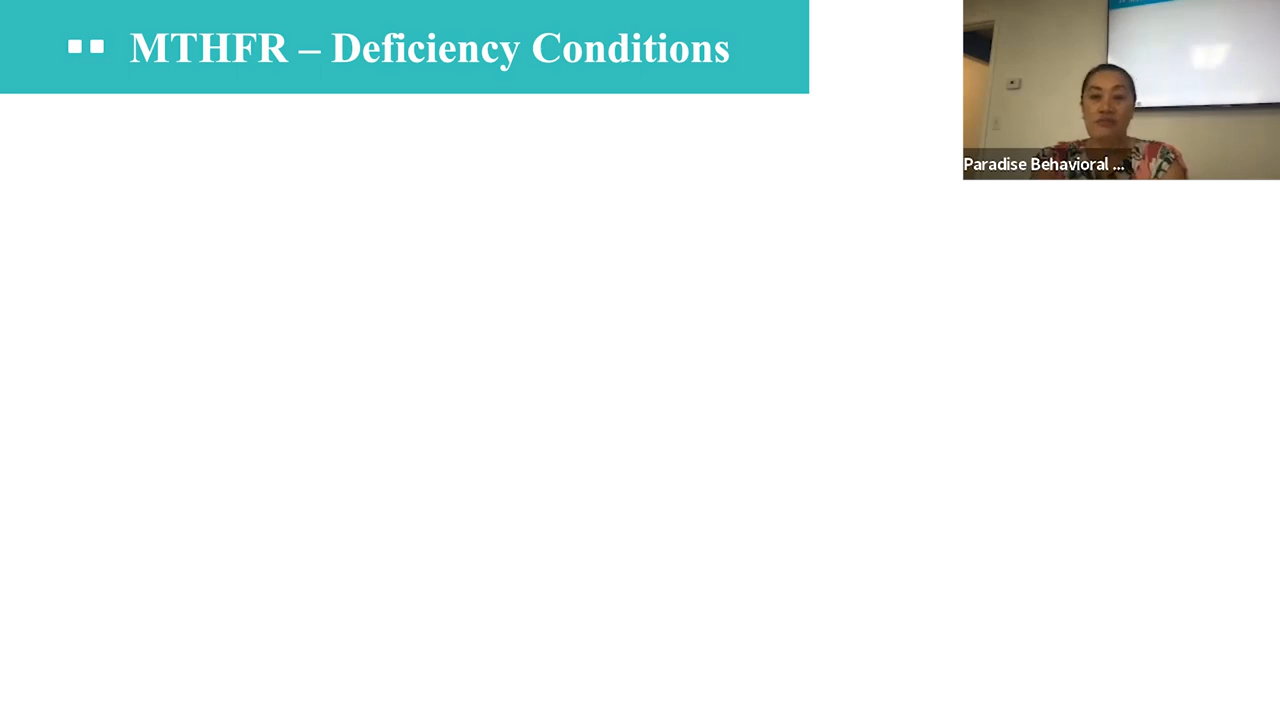 MTHFR – Deficiency Conditions
Paradise Behavioral ...